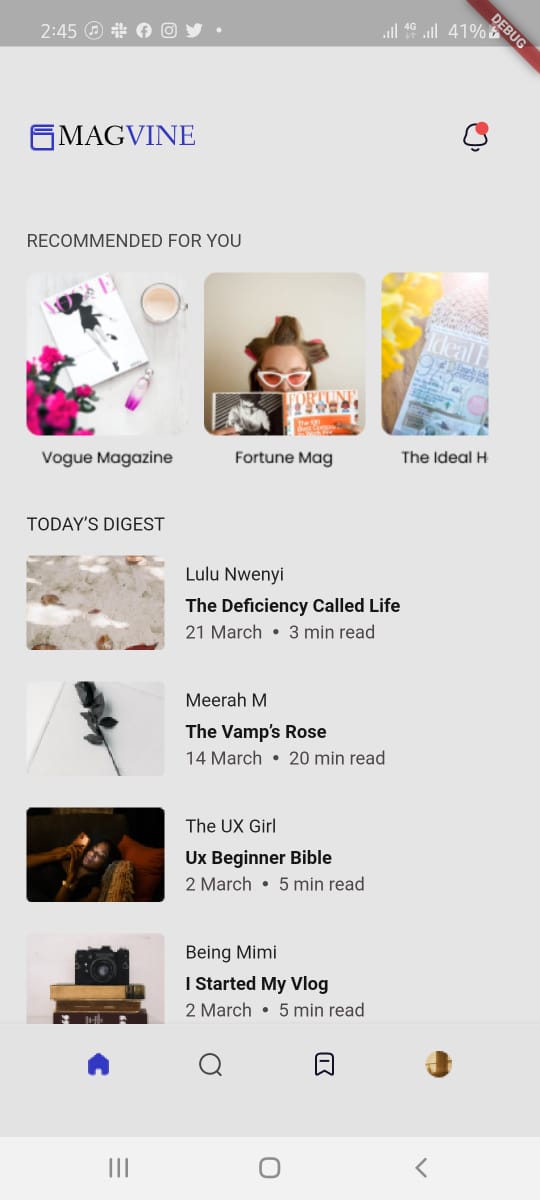 2:45
4G
41%
DEBUG
MAGVINE
RECOMMENDED FOR YOU
VOGUE
FORTUNE
Ideal H
Vogue Magazine
Fortune Mag
The Ideal H
TODAY’S DIGEST
Lulu Nwenyi
The Deficiency Called Life
21 March • 3 min read
Meerah M
The Vamp’s Rose
14 March • 20 min read
The UX Girl
Ux Beginner Bible
2 March • 5 min read
Being Mimi
I Started My Vlog
2 March • 5 min read